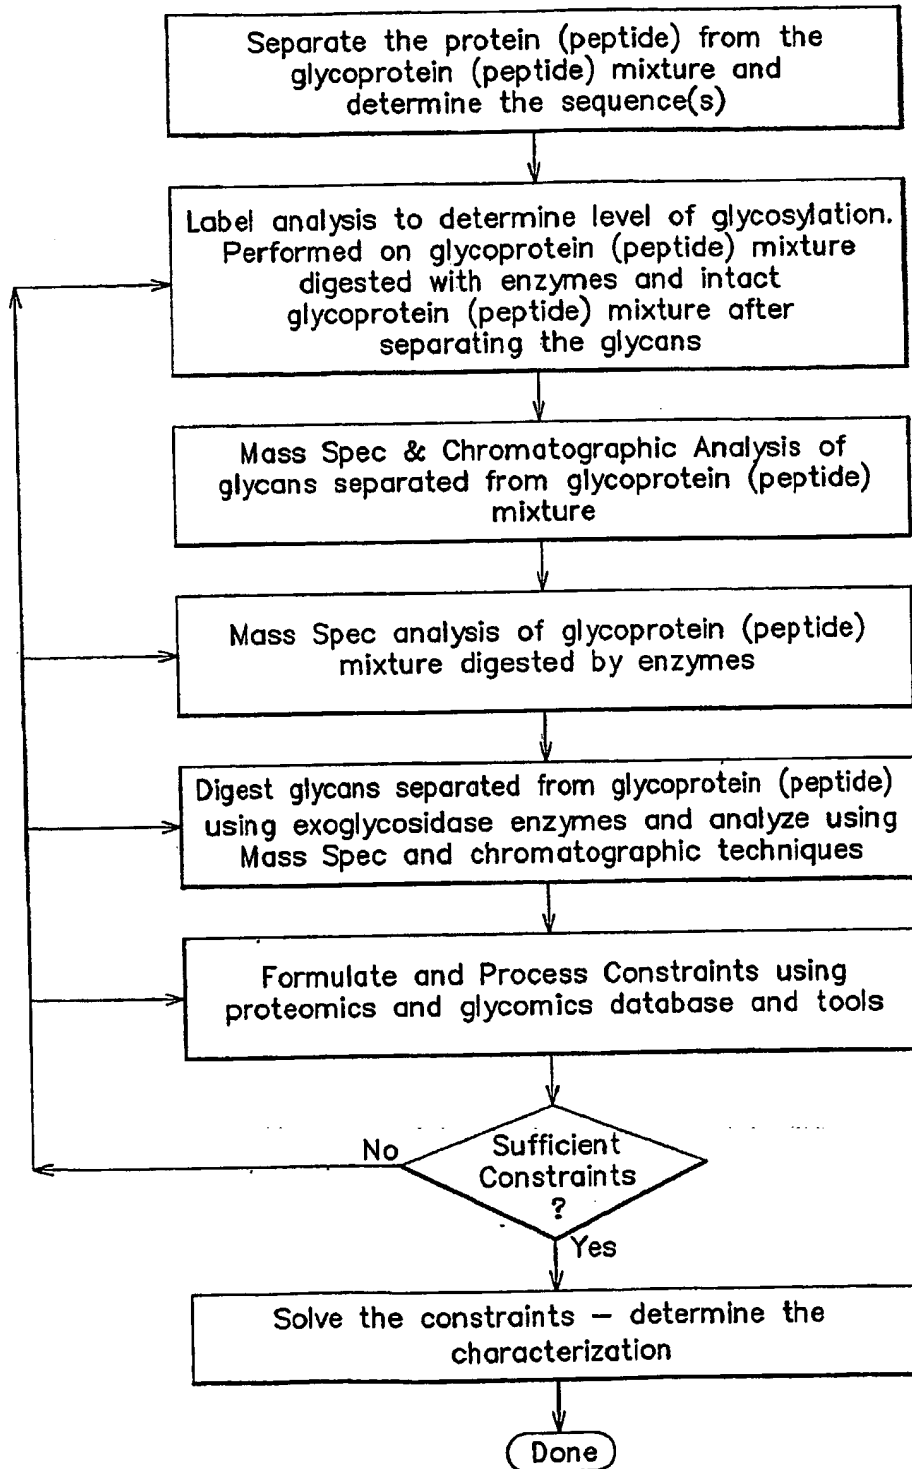 Separate the protein (peptide) from the
glycoprotein (peptide) mixture and
determine the sequence(s)
Label analysis to determine level of glycosylation.
Performed on glycoprotein (peptide) mixture
digested with enzymes and intact
glycoprotein (peptide) mixture after
separating the glycans
Mass Spec & Chromatographic Analysis of
glycans separated from glycoprotein (peptide)
mixture
Mass Spec analysis of glycoprotein (peptide)
mixture digested by enzymes
Digest glycans separated from glycoprotein (peptide)
using exoglycosidase enzymes and analyze using
Mass Spec and chromatographic techniques
Formulate and Process Constraints using
proteomics and glycomics database and tools
No
Sufficient
Constraints
?
Yes
Solve the constraints – determine the
characterization
Done